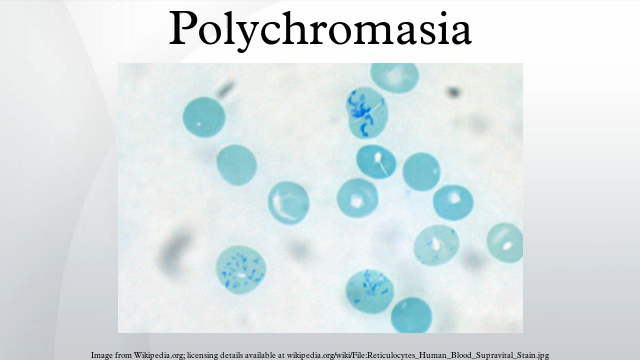 Polychromasia
Image from Wikipedia.org; licensing details available at wikipedia.org/wiki/File:Reticulocytes_Human_Blood_Supravital_Stain.jpg